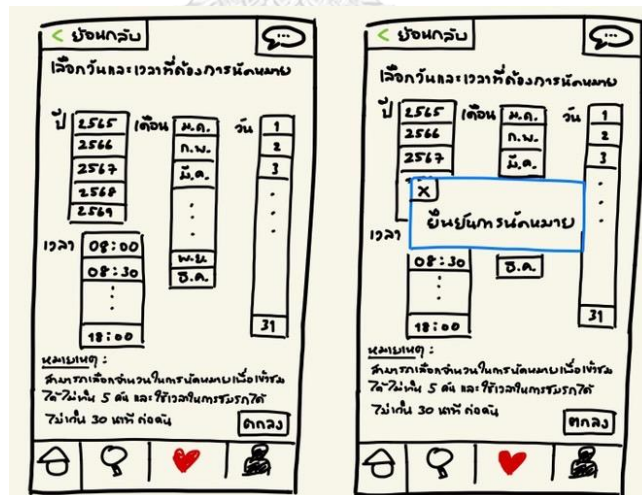 < ย้อนกลับ
เลือกวันและเวลาที่ต้องการนัดหมาย
ปี 2565 เดือน ม.ค. วัน 1
2566 ก.พ. 2
2567 มี.ค. 3
2568
2569
เวลา 08:00 พ.ย.
08:30 ธ.ค.
18:00 31
หมายเหตุ :
สามารถเลือกจำนวนในการนัดหมายเพื่อเข้าชม
ได้ไม่เกิน 5 คัน และใช้เวลาในการชมรถได้
ไม่เกิน 30 นาที ต่อคัน
ตกลง
< ย้อนกลับ
เลือกวันและเวลาที่ต้องการนัดหมาย
ปี 2565 เดือน ม.ค. วัน 1
2566 ก.พ. 2
2567 มี.ค. 3
X
ยืนยันการนัดหมาย
เวลา
08:30 ธ.ค.
18:00 31
หมายเหตุ :
สามารถเลือกจำนวนในการนัดหมายเพื่อเข้าชม
ได้ไม่เกิน 5 คัน และใช้เวลาในการชมรถได้
ไม่เกิน 30 นาที ต่อคัน
ตกลง